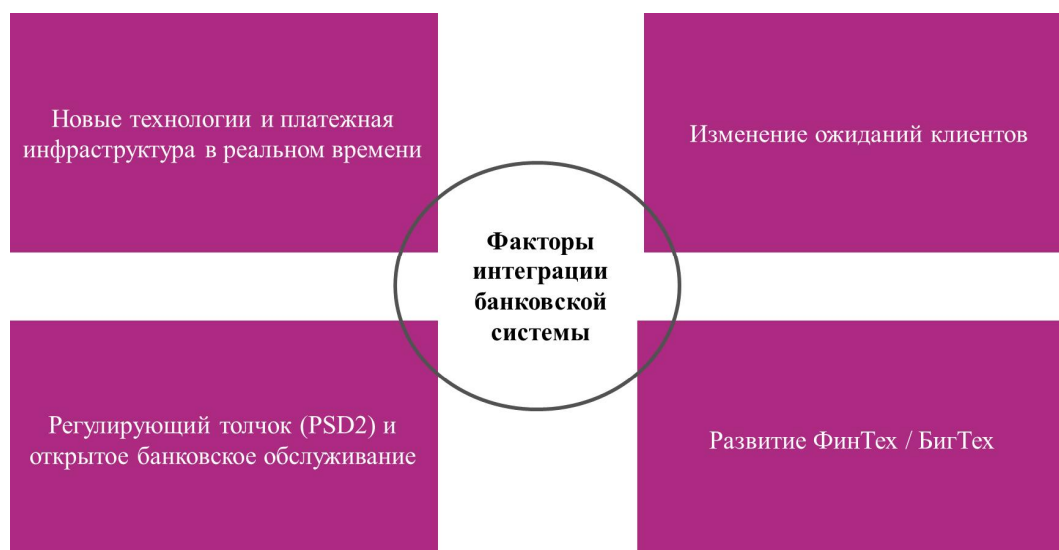 Новые технологии и платежная
инфраструктура в реальном времени
Изменение ожиданий клиентов
Факторы
интеграции
банковской
системы
Регулирующий толчок (PSD2) и
открытое банковское обслуживание
Развитие ФинТех / БигТех